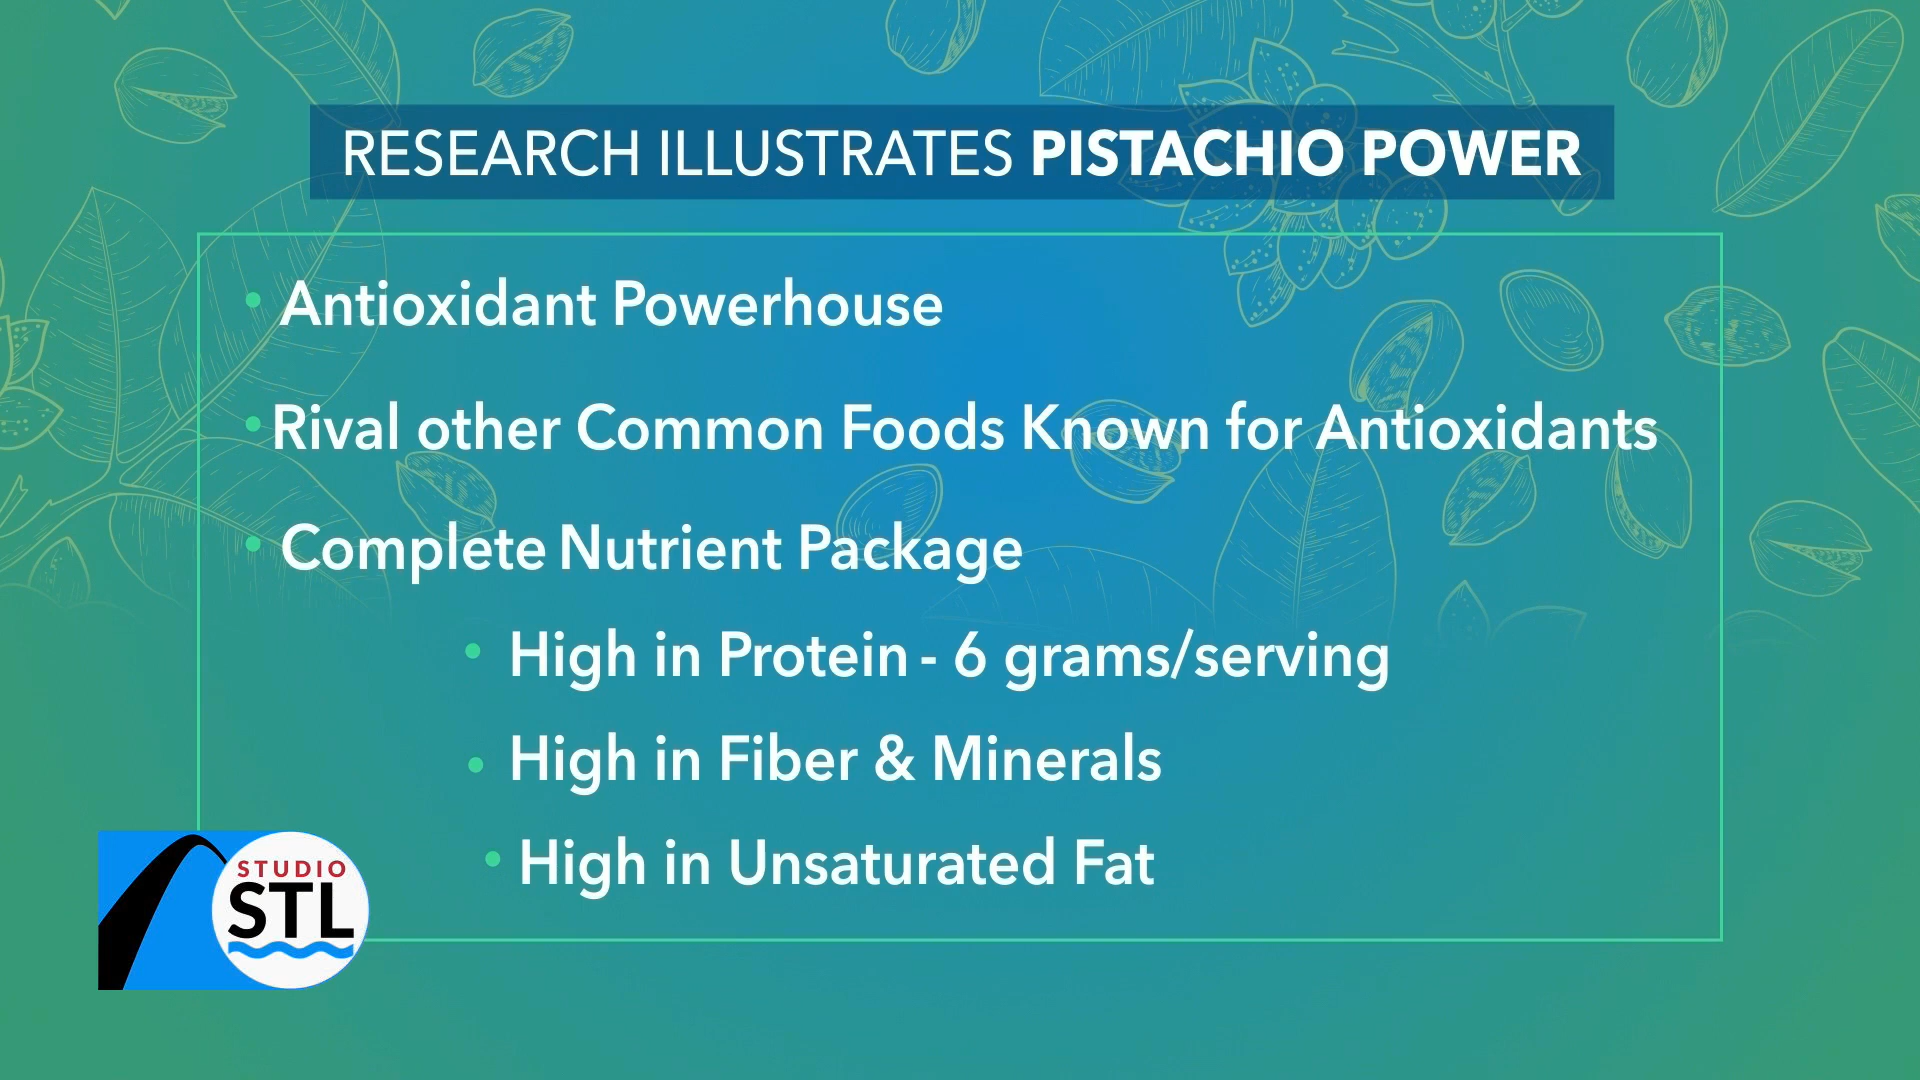 RESEARCH ILLUSTRATES PISTACHIO POWER
• Antioxidant Powerhouse
• Rival other Common Foods Known for Antioxidants
• Complete Nutrient Package
• High in Protein - 6 grams/serving
• High in Fiber & Minerals
• High in Unsaturated Fat
STUDIO
STL